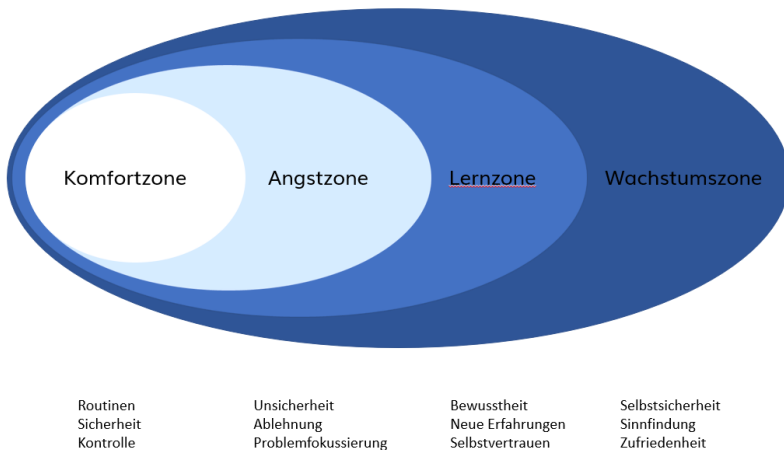 Komfortzone Angstzone Lernzone Wachstumszone
Routinen Unsicherheit Bewusstheit Selbstsicherheit
Sicherheit Ablehnung Neue Erfahrungen Sinnfindung
Kontrolle Problemfokussierung Selbstvertrauen Zufriedenheit